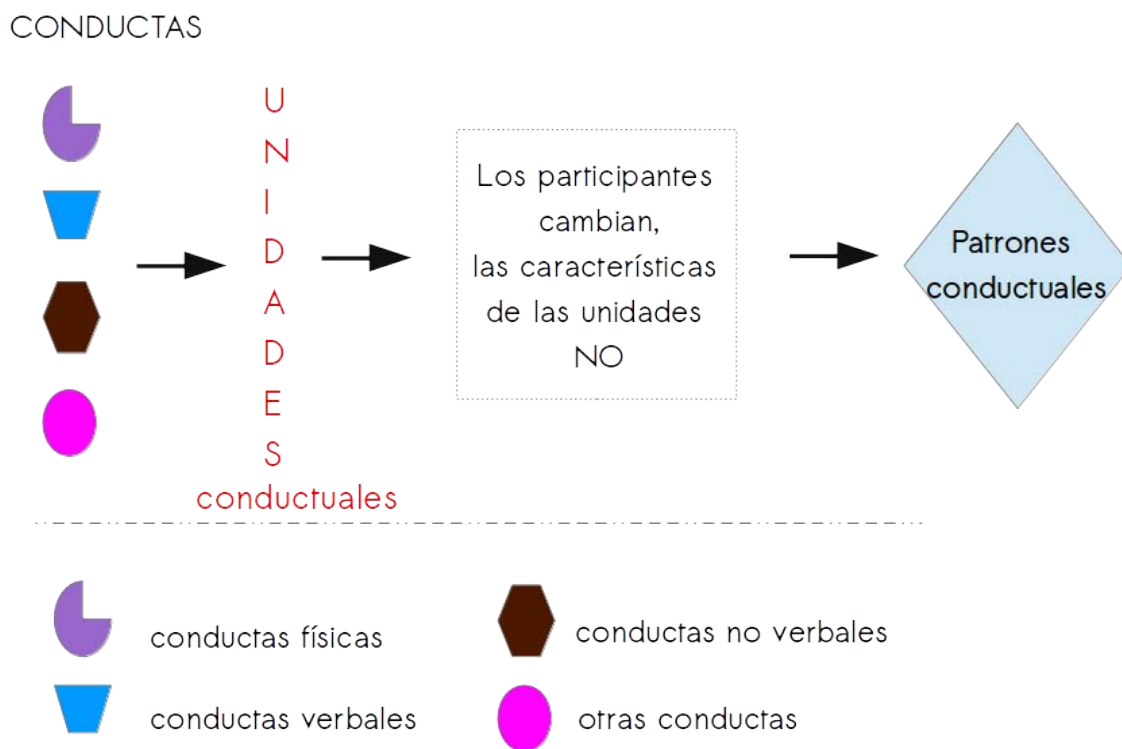 CONDUCTAS
UNIDADES
conductuales
Los participantes
cambian,
las características
de las unidades
NO
Patrones
conductuales
conductas físicas
conductas no verbales
conductas verbales
otras conductas